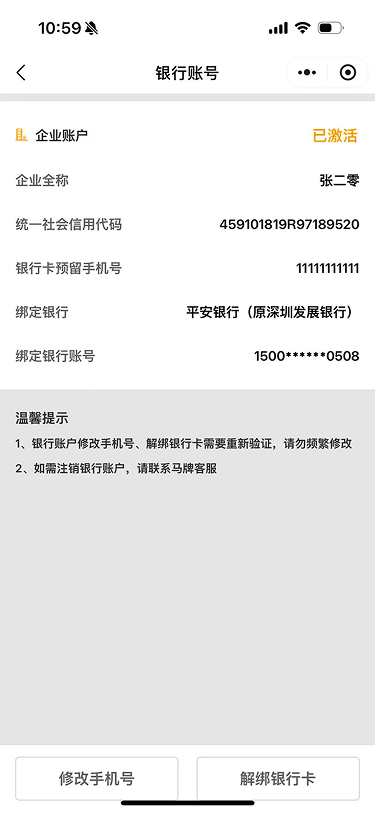 10:59
银行账号
企业账户
已激活
企业全称
张二零
统一社会信用代码
459101819R97189520
银行卡预留手机号
11111111111
绑定银行
平安银行（原深圳发展银行）
绑定银行账号
1500******0508
温馨提示
1、银行账户修改手机号、解绑银行卡需要重新验证，请勿频繁修改
2、如需注销银行账户，请联系马牌客服
修改手机号
解绑银行卡